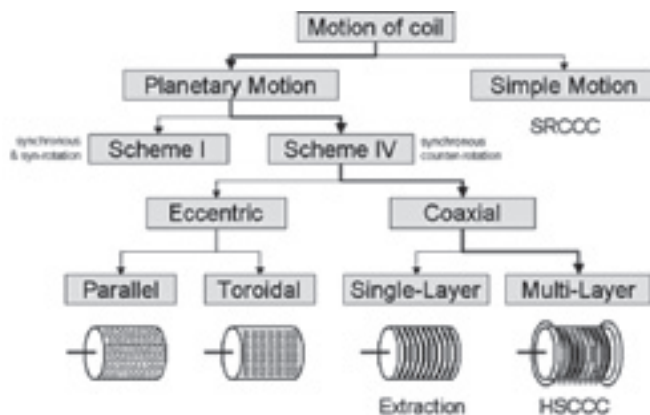 Motion of coil
Planetary Motion
Simple Motion
SRCCC
synchronous
& syn-rotation
Scheme I
Scheme IV
synchronous
counter-rotation
Eccentric
Coaxial
Parallel
Toroidal
Single-Layer
Multi-Layer
Extraction
HSCCC